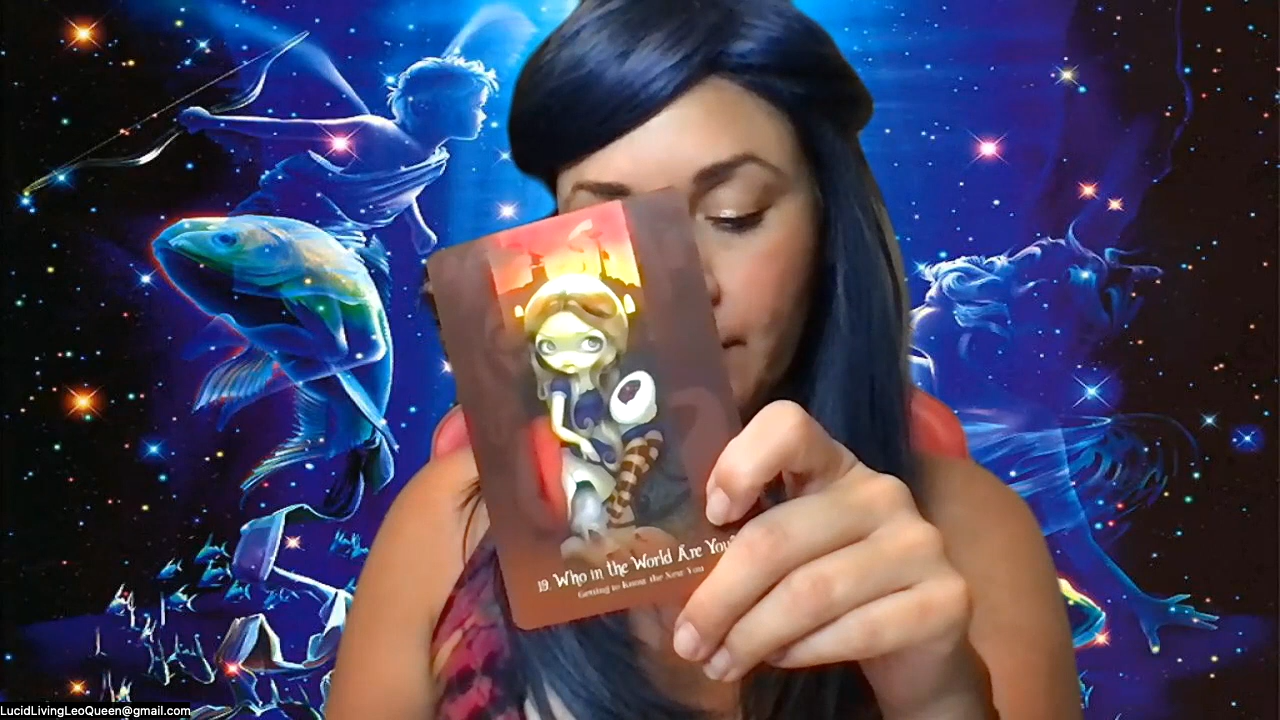 19. Who in the World Are You?
Getting to Know the New You
LucidLivingLeoQueen@gmail.com